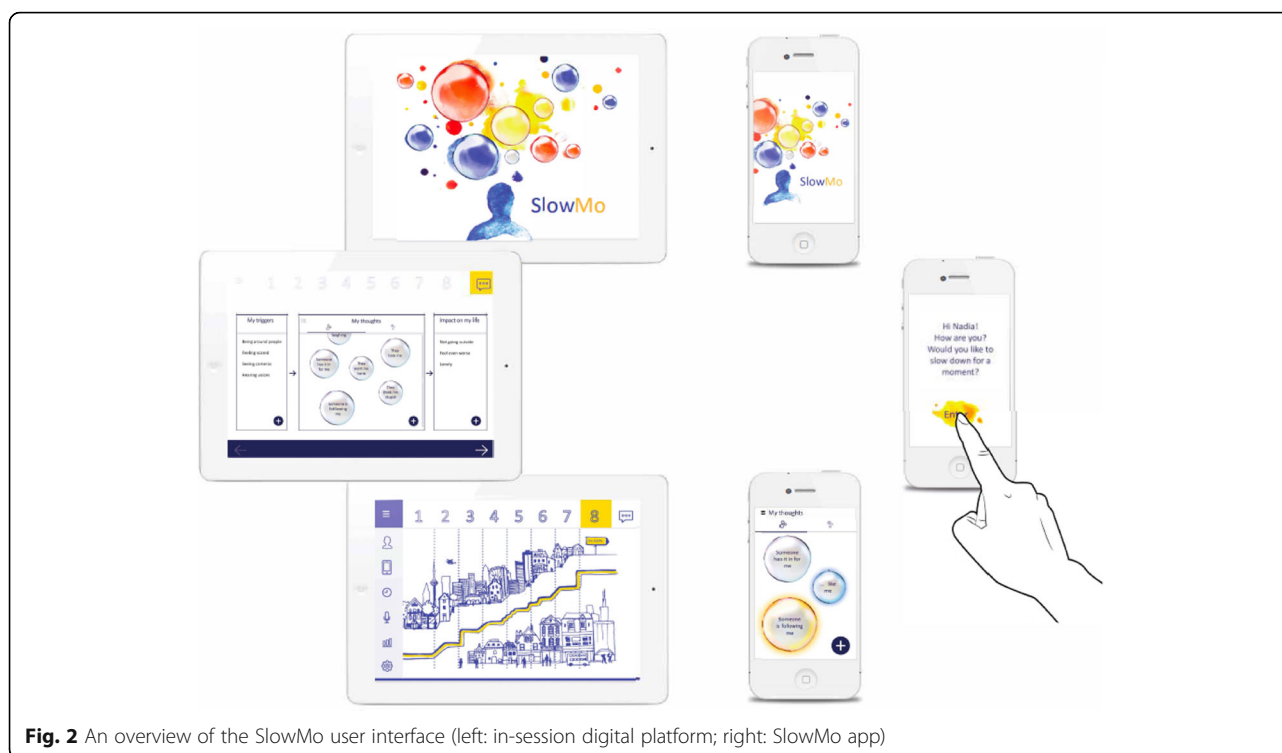 SlowMo
SlowMo
1 2 3 4 5 6 7 8
My triggers
My thoughts
Impact on my life
Being around people
Feeling scared
Seeing cameras
Hearing voices
Someone
has it in
for me
They
want me
They
think I'm
stupid
Someone is
following
me
Not going outside
Feel even worse
Lonely
Hi Nadia!
How are you?
Would you like to
slow down for a
moment?
1 2 3 4 5 6 7 8
My thoughts
Someone
has it in for
me
like
me
Someone
is following
me
Fig. 2 An overview of the SlowMo user interface (left: in-session digital platform; right: SlowMo app)